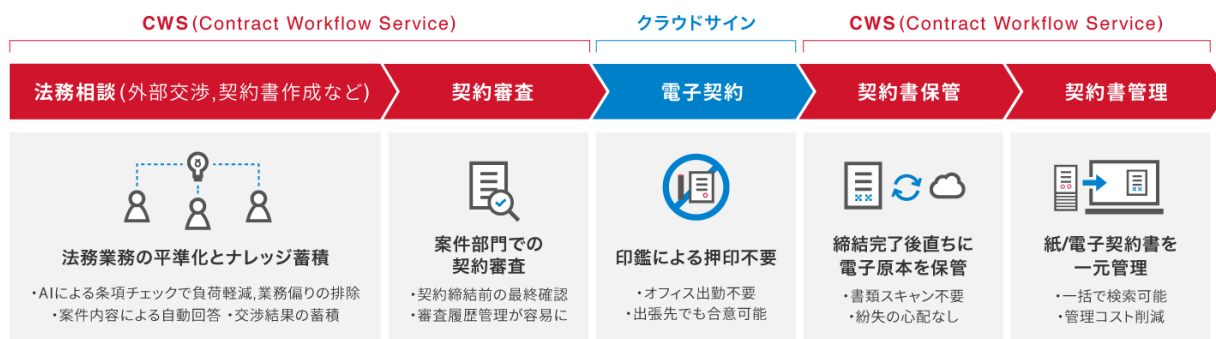 CWS(Contract Workflow Service)
クラウドサイン
CWS(Contract Workflow Service)
法務相談(外部交渉,契約書作成など)
契約審査
電子契約
契約書保管
契約書管理
法務業務の平準化とナレッジ蓄積
・AIによる条項チェックで負荷軽減,業務偏りの排除
・案件内容による自動回答 ・交渉結果の蓄積
案件部門での
契約審査
・契約締結前の最終確認
・審査履歴管理が容易に
印鑑による押印不要
・オフィス出勤不要
・出張先でも合意可能
締結完了後直ちに
電子原本を保管
・書類スキャン不要
・紛失の心配なし
紙/電子契約書を
一元管理
・一括で検索可能
・管理コスト削減